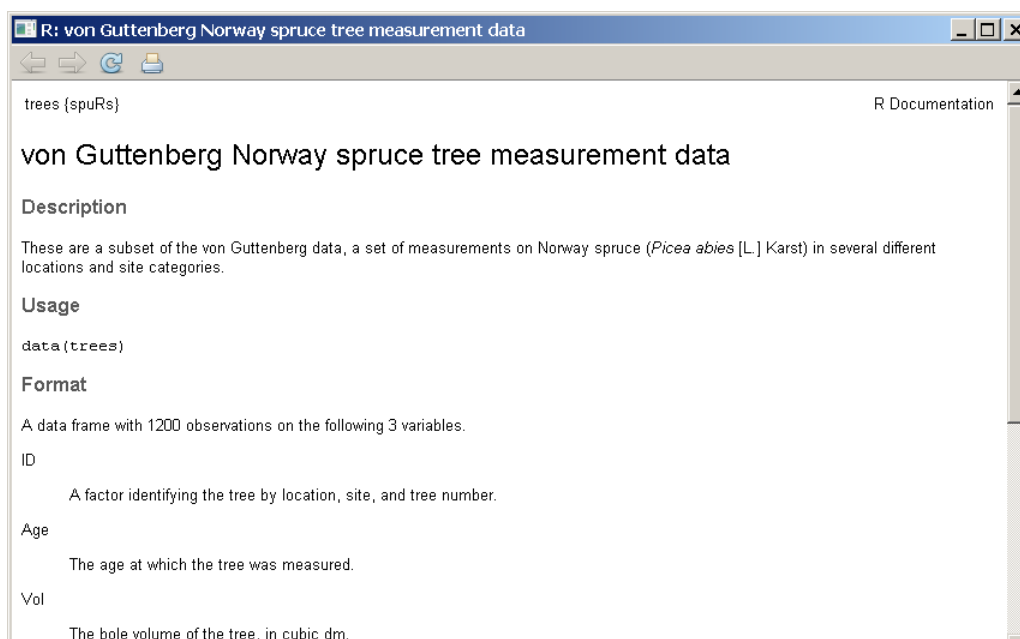 R: von Guttenberg Norway spruce tree measurement data
trees {spuRs}
R Documentation
von Guttenberg Norway spruce tree measurement data
Description
These are a subset of the von Guttenberg data, a set of measurements on Norway spruce (Picea abies [L.] Karst) in several different
locations and site categories.
Usage
data(trees)
Format
A data frame with 1200 observations on the following 3 variables.
ID
A factor identifying the tree by location, site, and tree number.
Age
The age at which the tree was measured.
Vol
The bole volume of the tree, in cubic dm.